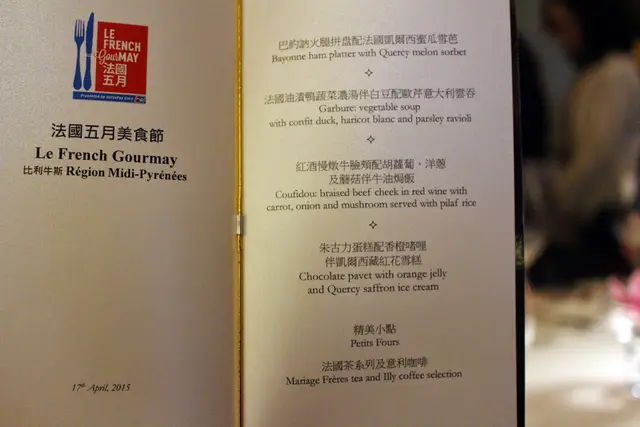 LE
FRENCH
GourMAY
法國
五月
法國五月美食節
Le French Gourmay
比利牛斯 Région Midi-Pyrénées
17th April, 2015
巴約訥火腿拼盤配法國凱爾西蜜瓜雪芭
Bayonne ham platter with Quercy melon sorbet
法國油漬鴨蔬菜濃湯伴白豆配歐芹意大利雲吞
Garbure: vegetable soup
with confit duck, haricot blanc and parsley ravioli
紅酒慢燉牛臉頰配胡蘿蔔、洋蔥
及蘑菇伴牛油焗飯
Coufidou: braised beef cheek in red wine with
carrot, onion and mushroom served with pilaf rice
朱古力蛋糕配香橙啫喱
伴凱爾西藏紅花雪糕
Chocolate pavet with orange jelly
and Quercy saffron ice cream
精美小點
Petits Fours
法國茶系列及意利咖啡
Mariage Frères tea and Illy coffee selection